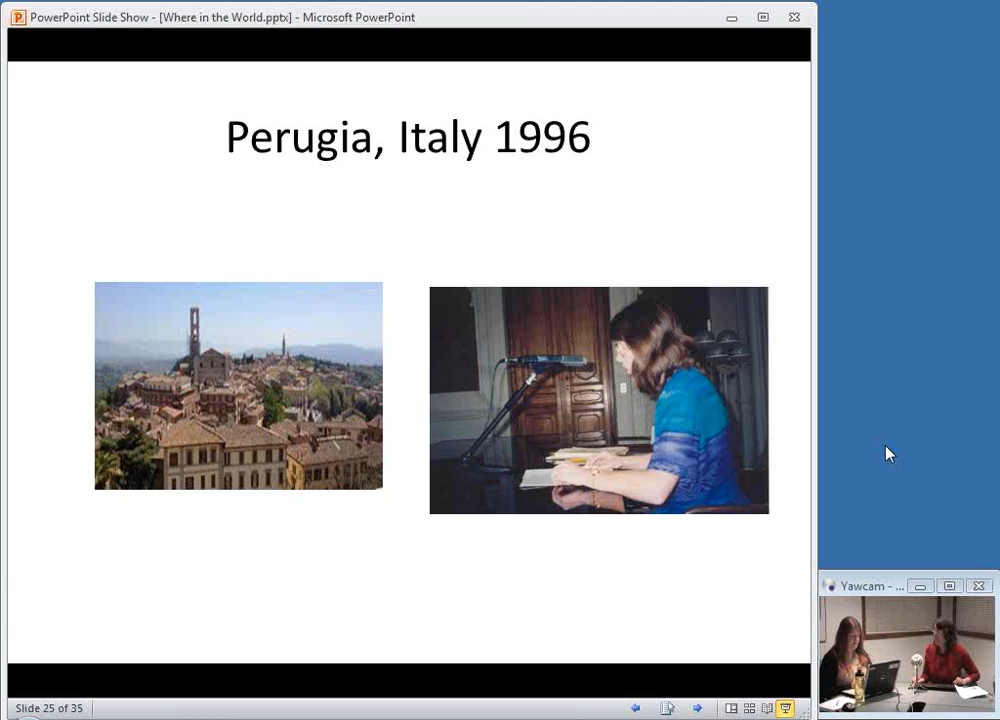 PowerPoint Slide Show - [Where in the World.pptx] - Microsoft PowerPoint
Perugia, Italy 1996
Yawcam - ...
Slide 25 of 35